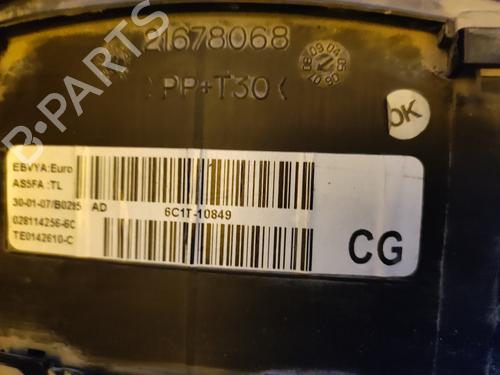 21678068
>PP+T30<
OK
B-PARTS
EBVYA:Euro
AS5FA :TL
30-01-07/B0285 AD 6C1T-10849
028114256-6C
TE0142610-C
CG